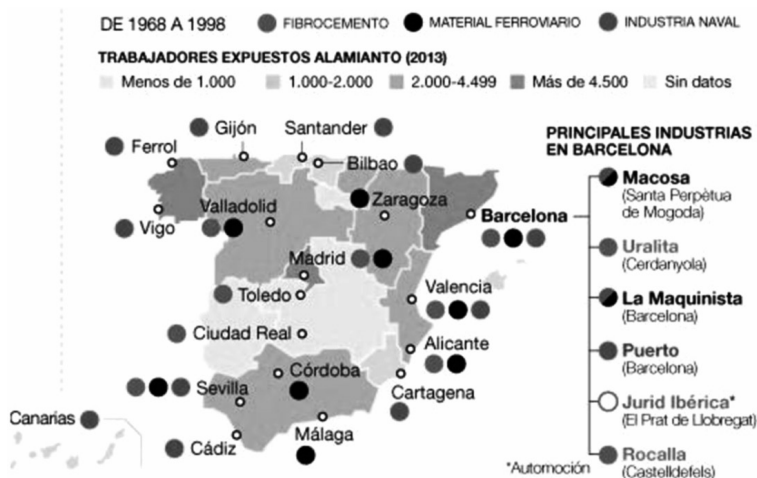 DE 1968 A 1998 FIBROCEMENTO MATERIAL FERROVIARIO INDUSTRIA NAVAL
TRABAJADORES EXPUESTOS ALAMIANTO (2013)
Menos de 1.000 1.000-2.000 2.000-4.499 Más de 4.500 Sin datos
Gijón
Santander
Ferrol
Bilbao
Vigo
Valladolid
Zaragoza
Barcelona
Madrid
Toledo
Valencia
Ciudad Real
Alicante
Córdoba
Sevilla
Cartagena
Canarias
Cádiz
Málaga
PRINCIPALES INDUSTRIAS
EN BARCELONA
Macosa
(Santa Perpètua
de Mogoda)
Uralita
(Cerdanyola)
La Maquinista
(Barcelona)
Puerto
(Barcelona)
Jurid Ibérica*
(El Prat de Llobregat)
Rocalla
(Castelldefels)
*Automoción